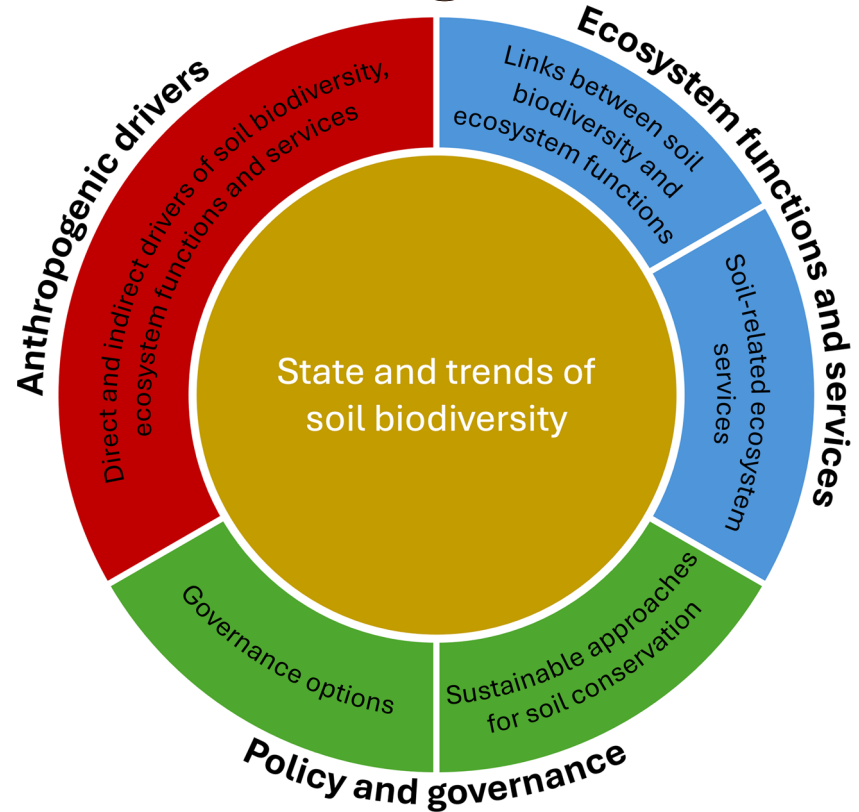 Ecosystem functions and services
Links between soil
biodiversity and
ecosystem functions
Soil-related ecosystem
services
Policy and governance
Sustainable approaches
for soil conservation
Governance options
Anthropogenic drivers
Direct and indirect drivers of soil biodiversity,
ecosystem functions and services
State and trends of
soil biodiversity